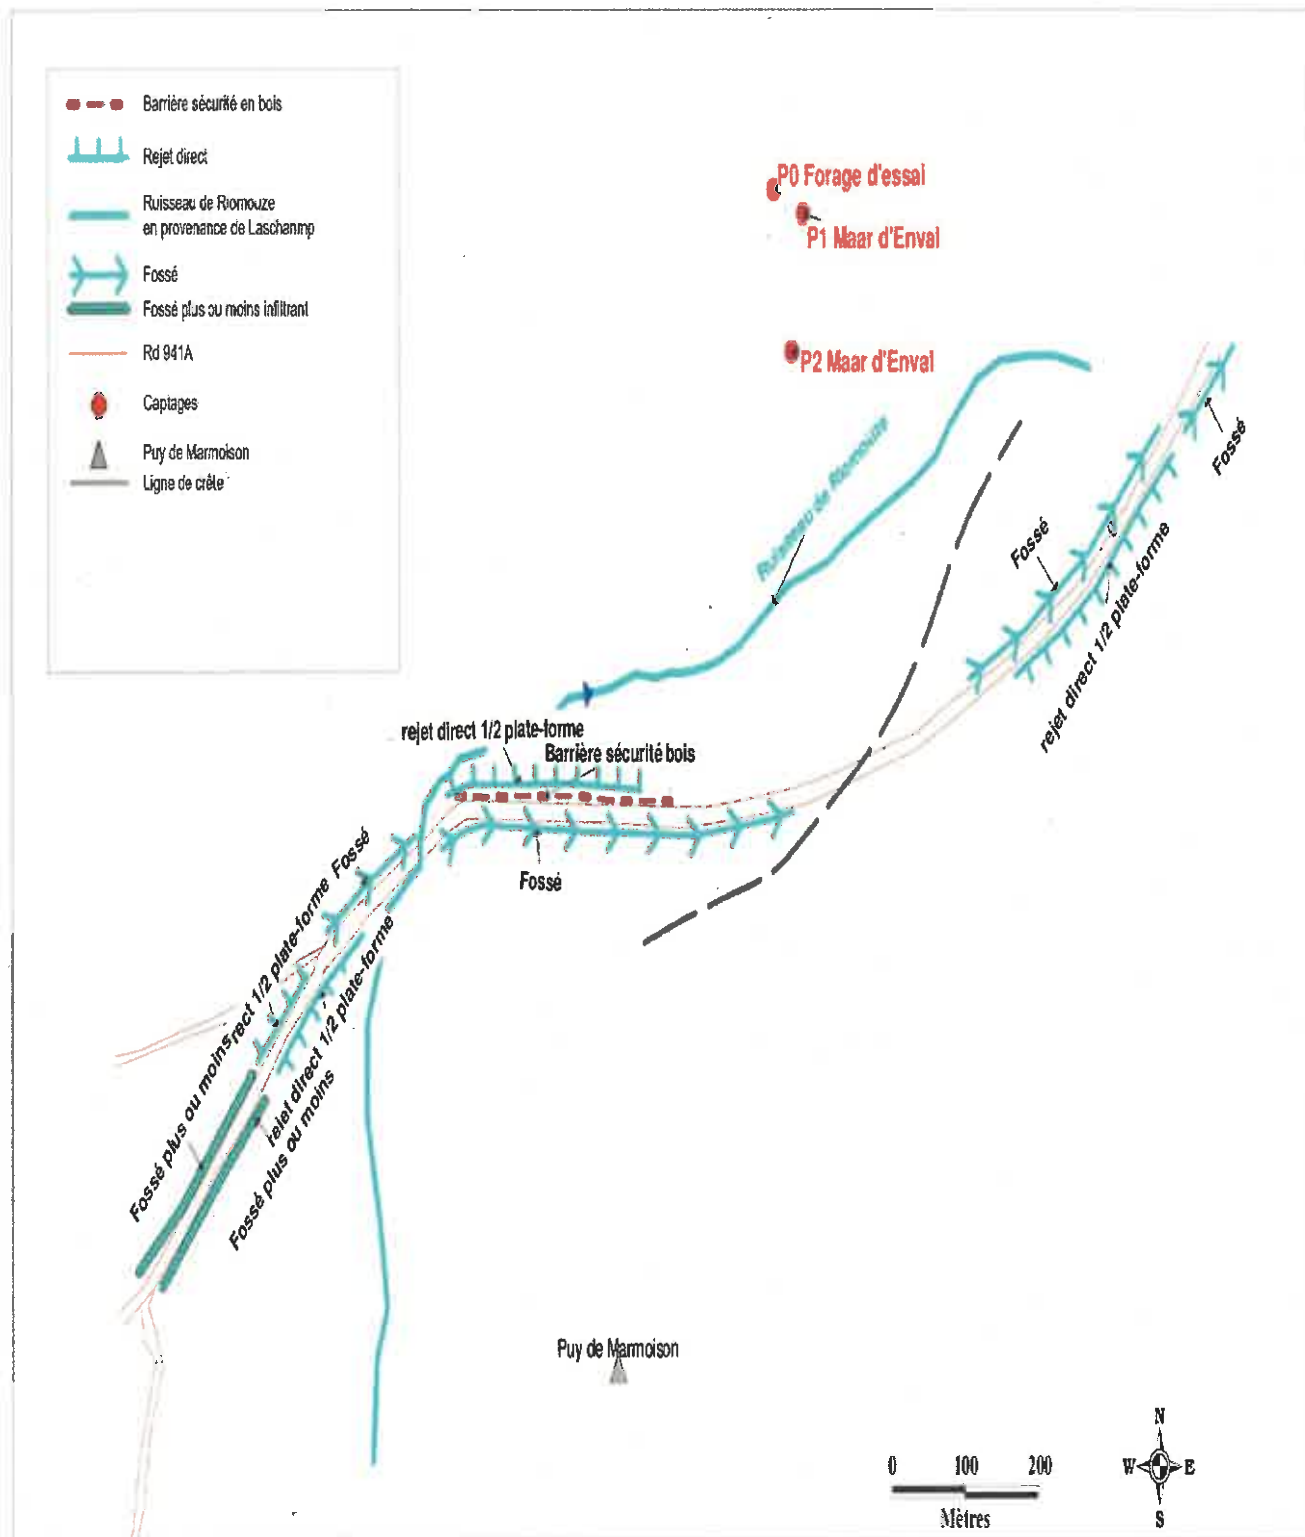 Barrière sécurité en bois
Rejet direct
Ruisseau de Riomouze
en provenance de Laschamp
Fossé
Fossé plus ou moins infiltrant
Rd 941A
Captages
Puy de Marmoison
Ligne de crête
P0 Forage d'essai
P1 Maar d'Enval
P2 Maar d'Enval
Ruisseau de Riomouze
Fossé
Fossé
rejet direct 1/2 plate-forme
rejet direct 1/2 plate-forme
Barrière sécurité bois
Fossé
Fossé
rect 1/2 plate-forme
Fossé plus ou moins
rejet direct 1/2 plate-forme
Fossé plus ou moins
Puy de Marmoison
0 100 200
Mètres
N
W E
S